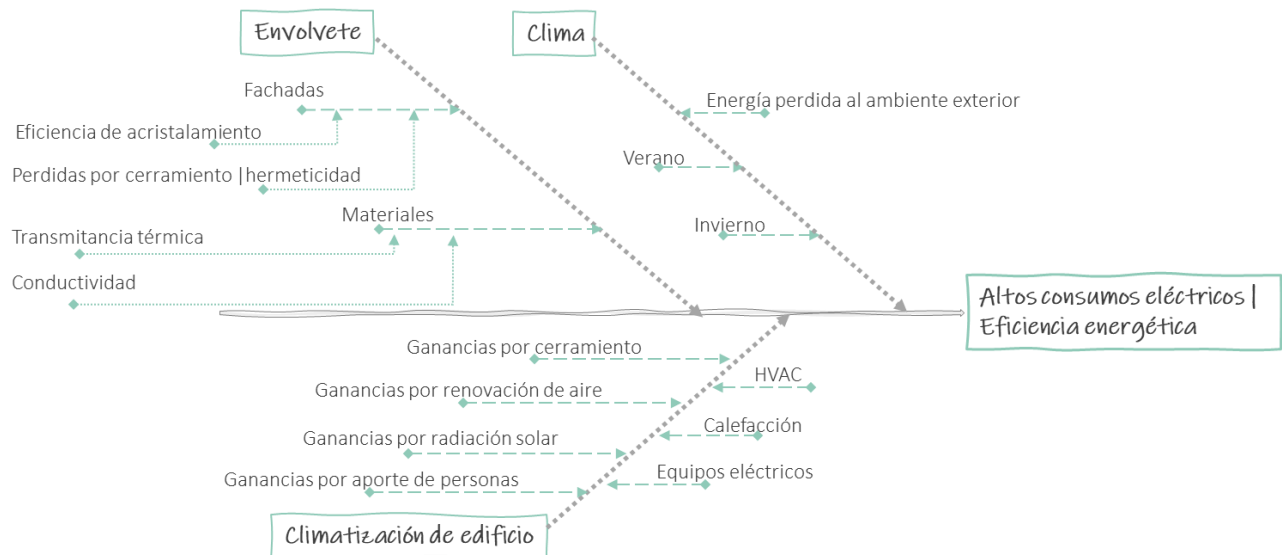 Envolvete
Clima
Fachadas
Energía perdida al ambiente exterior
Eficiencia de acristalamiento
Verano
Perdidas por cerramiento |hermeticidad
Materiales
Invierno
Transmitancia térmica
Conductividad
Altos consumos eléctricos |
Eficiencia energética
Ganancias por cerramiento
HVAC
Ganancias por renovación de aire
Calefacción
Ganancias por radiación solar
Equipos eléctricos
Ganancias por aporte de personas
Climatización de edificio